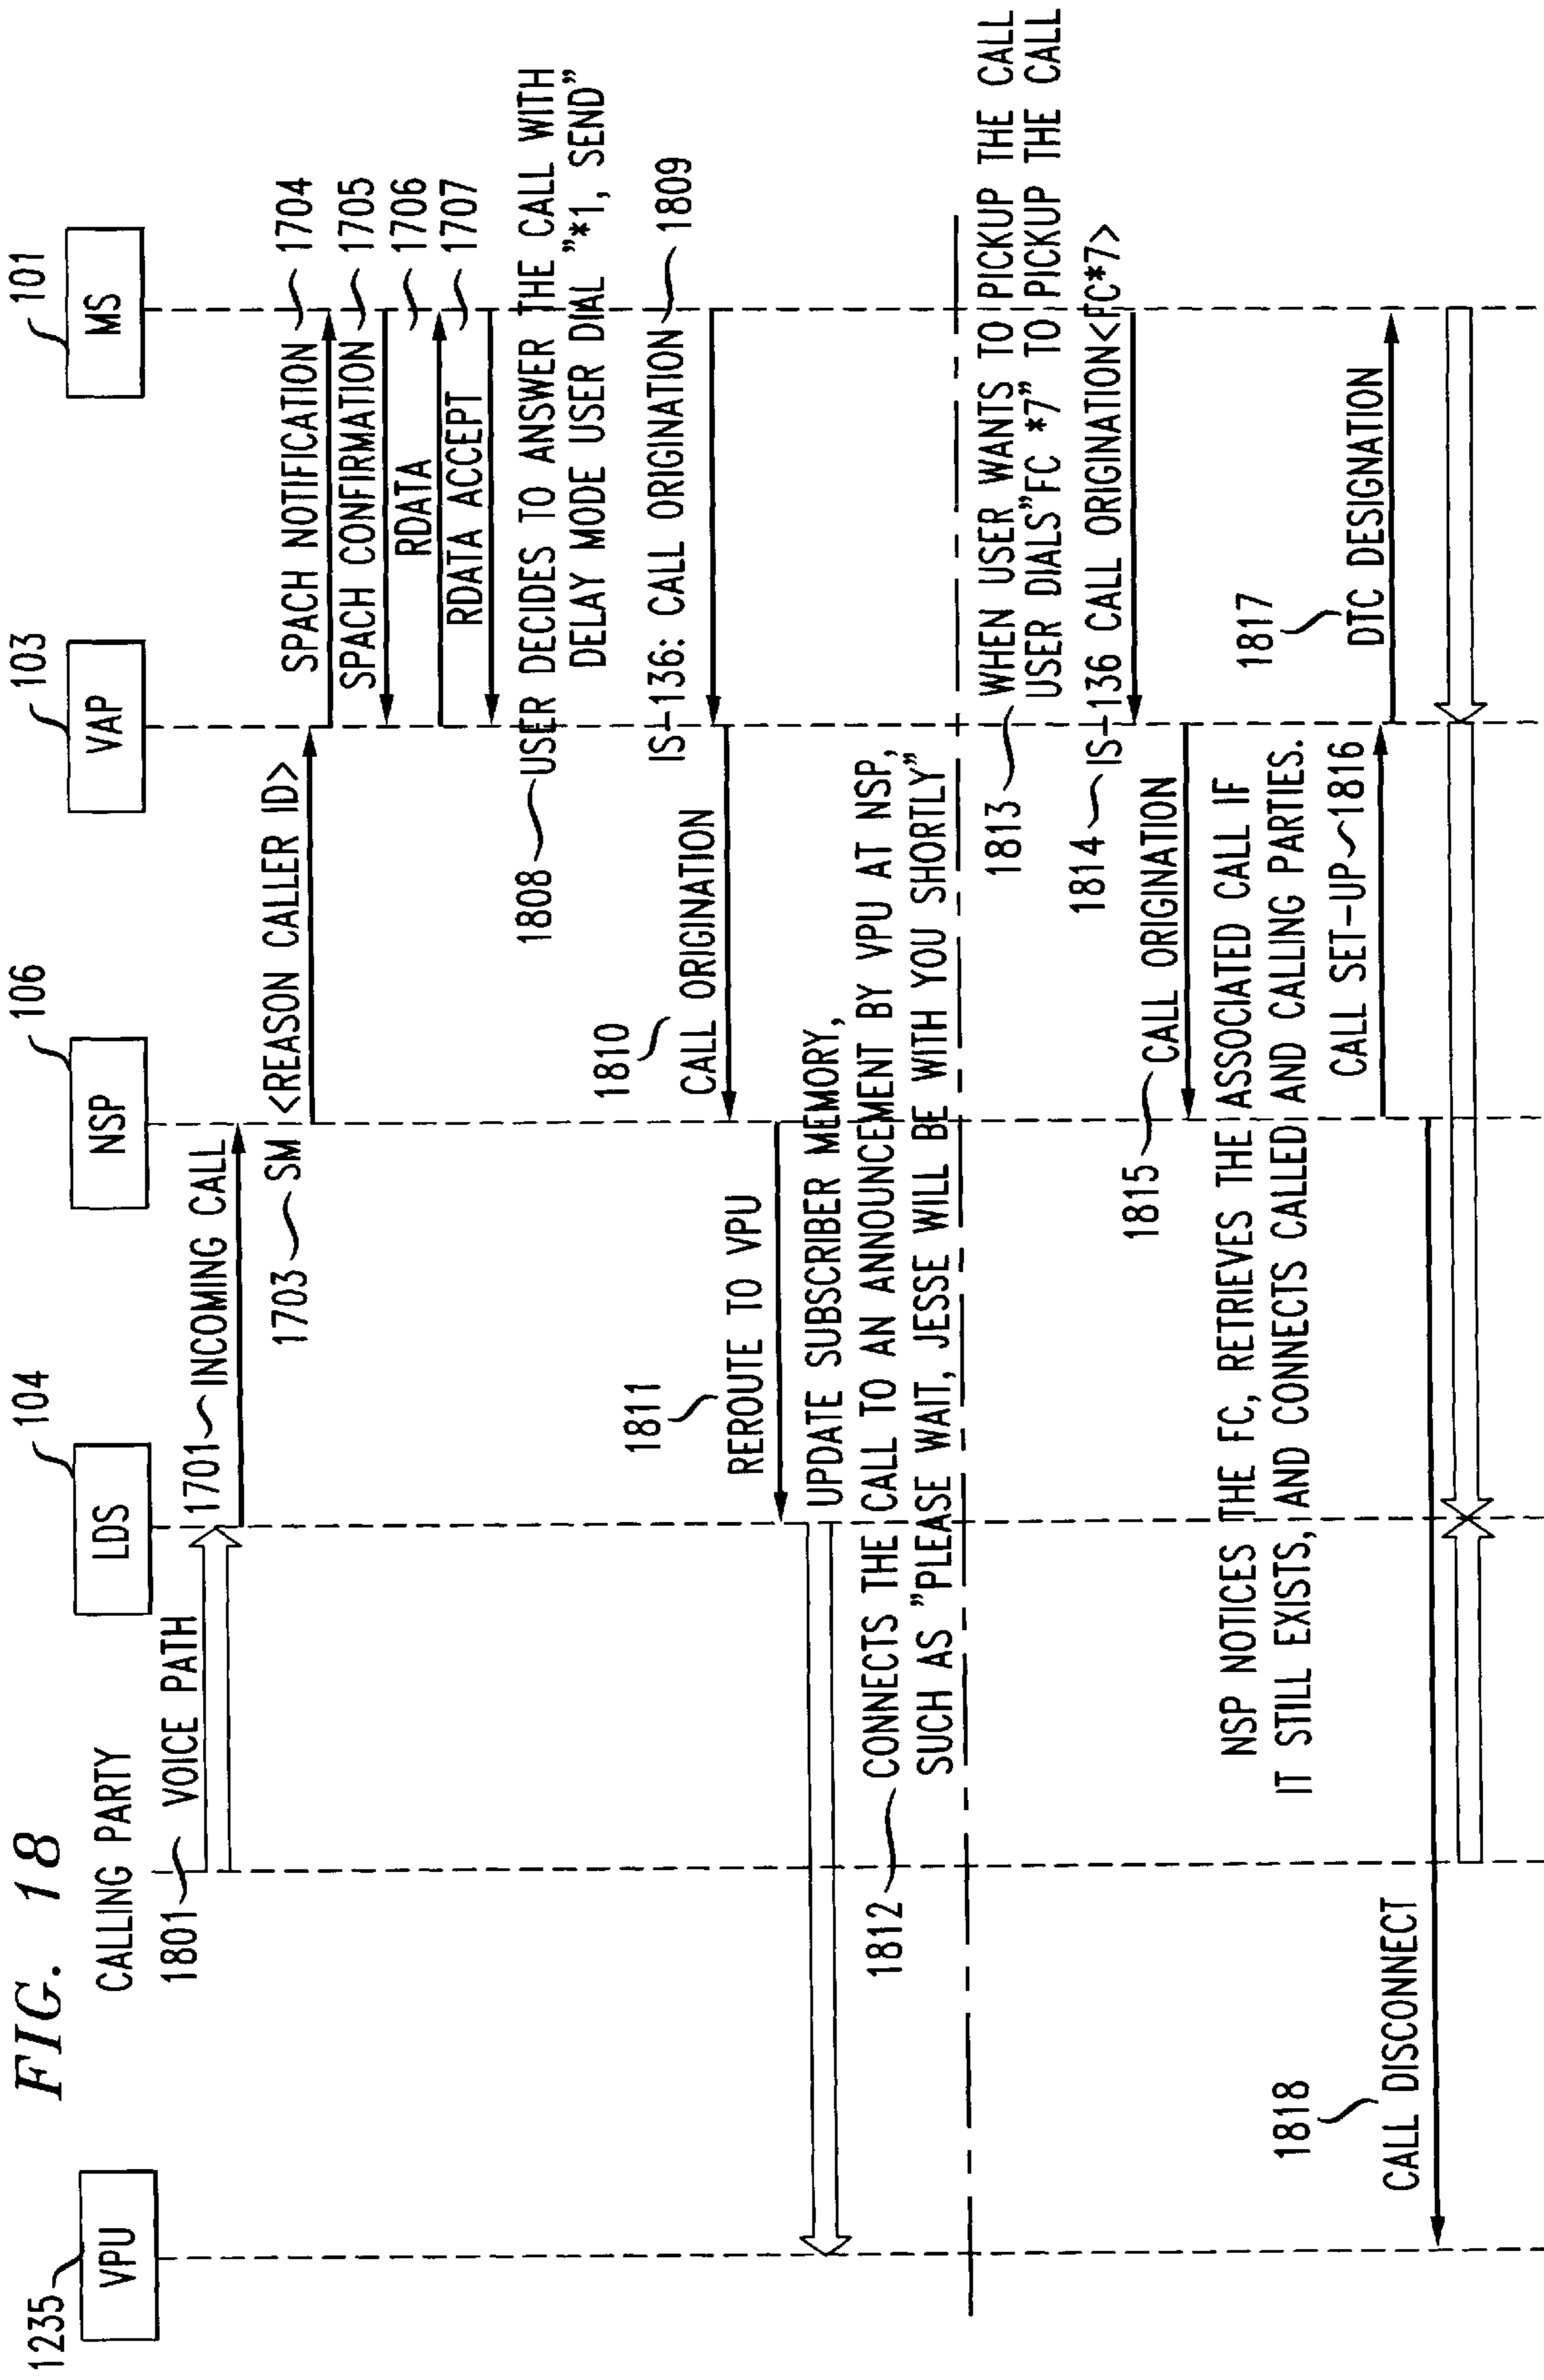 FIG. 18
1235
VPU
CALLING PARTY
104
LDS
106
NSP
103
VAP
101
MS
1801
VOICE PATH
1701
INCOMING CALL
1703
SM <REASON CALLER ID>
SPACH NOTIFICATION
1704
SPACH CONFIRMATION
1705
RDATA
1706
RDATA ACCEPT
1707
1808
USER DECIDES TO ANSWER THE CALL WITH
DELAY MODE USER DIAL "*1, SEND"
IS-136: CALL ORIGINATION
1809
1810
CALL ORIGINATION
1811
REROUTE TO VPU
UPDATE SUBSCRIBER MEMORY,
1812
CONNECTS THE CALL TO AN ANNOUNCEMENT BY VPU AT NSP,
SUCH AS "PLEASE WAIT, JESSE WILL BE WITH YOU SHORTLY"
1813
WHEN USER WANTS TO PICKUP THE CALL
USER DIALS"FC *7" TO PICKUP THE CALL
1814
IS-136 CALL ORIGINATION<FC*7>
1815
CALL ORIGINATION
NSP NOTICES THE FC, RETRIEVES THE ASSOCIATED CALL IF
IT STILL EXISTS, AND CONNECTS CALLED AND CALLING PARTIES.
CALL SET-UP
1816
1817
DTC DESIGNATION
1818
CALL DISCONNECT